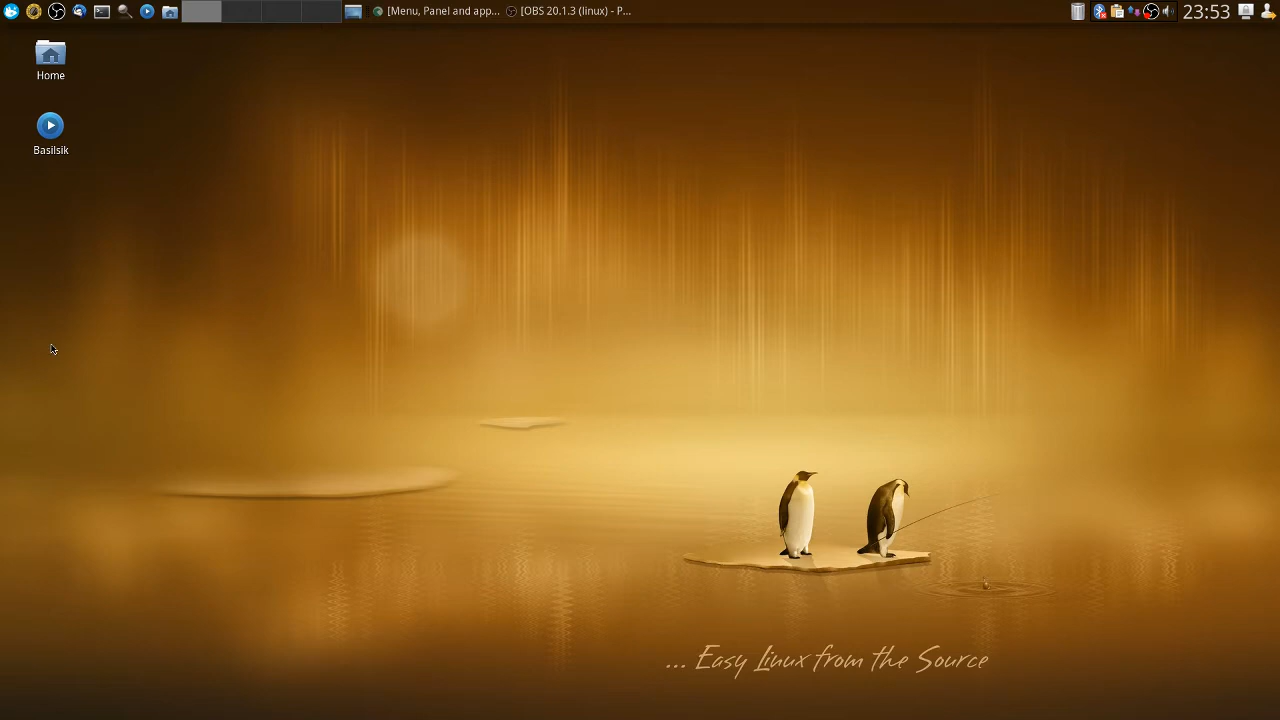 [Menu, Panel and app... [OBS 20.1.3 (linux) - P... 23:53
Home
Basilsik
... Easy Linux from the Source